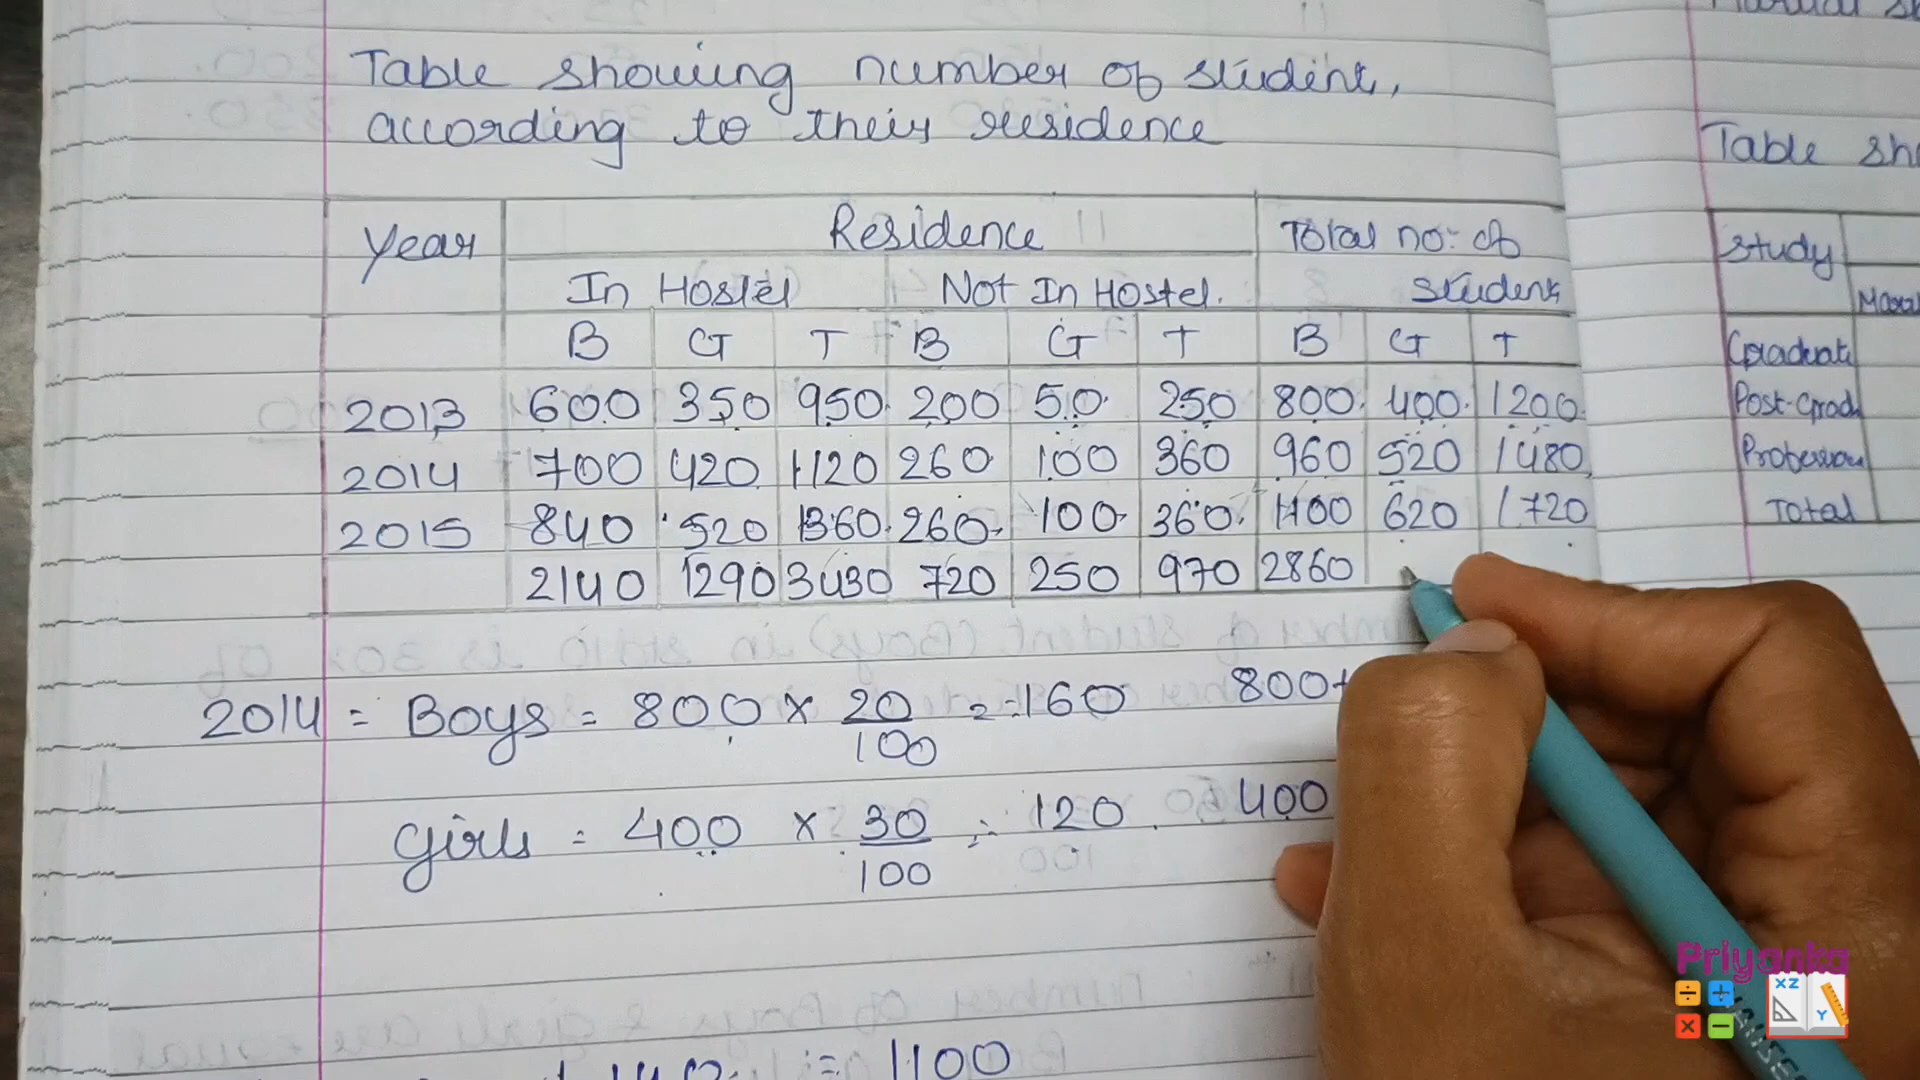 Table showing number of student,
according to their residence
Year
Residence
Total no: of
student
In Hostel
Not In Hostel.
B G T B G T B G T
2013 600 350 950 200 50 250 800 400 1200
2014 700 420 1120 260 100 360 960 520 1480
2015 840 520 1360 260 100 360 1100 620 1720
2140 1290 3430 720 250 970 2860
2014 = Boys = 800 × 20/100 = 160 800+
Girls = 400 × 30/100 = 120 400
= 1100
Table sh
Study
Graduate
Post-Grad
Profession
Total
Priyanka
XZ
Y